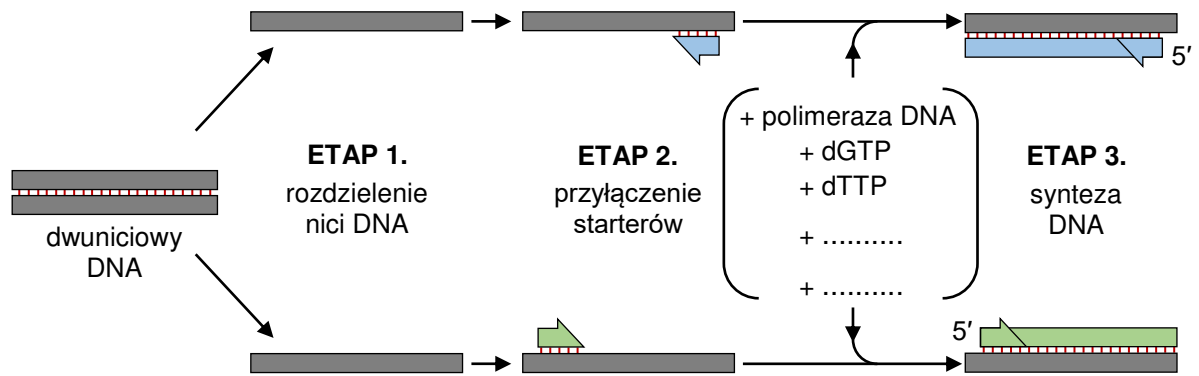 dwuniciowy
DNA
ETAP 1.
rozdzielenie
nici DNA
ETAP 2.
przyłączenie
starterów
+ polimeraza DNA
+ dGTP
+ dTTP
+ ..........
+ ..........
ETAP 3.
synteza
DNA
5′
5′